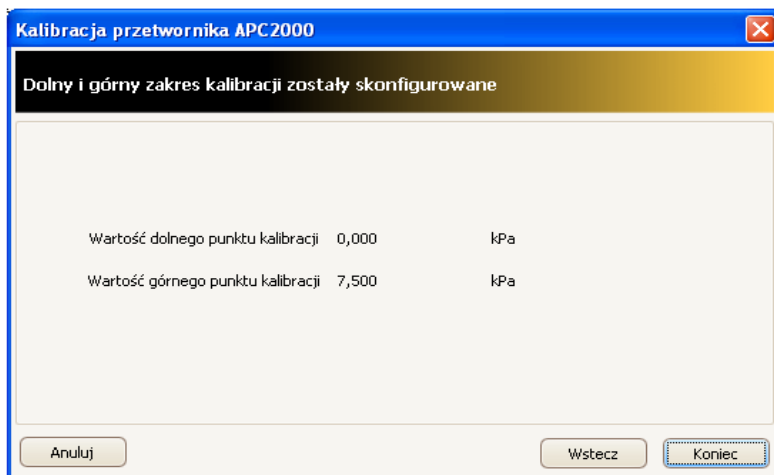 Kalibracja przetwornika APC2000
Dolny i górny zakres kalibracji zostały skonfigurowane
Wartość dolnego punktu kalibracji 0,000 kPa
Wartość górnego punktu kalibracji 7,500 kPa
Anuluj Wstecz Koniec